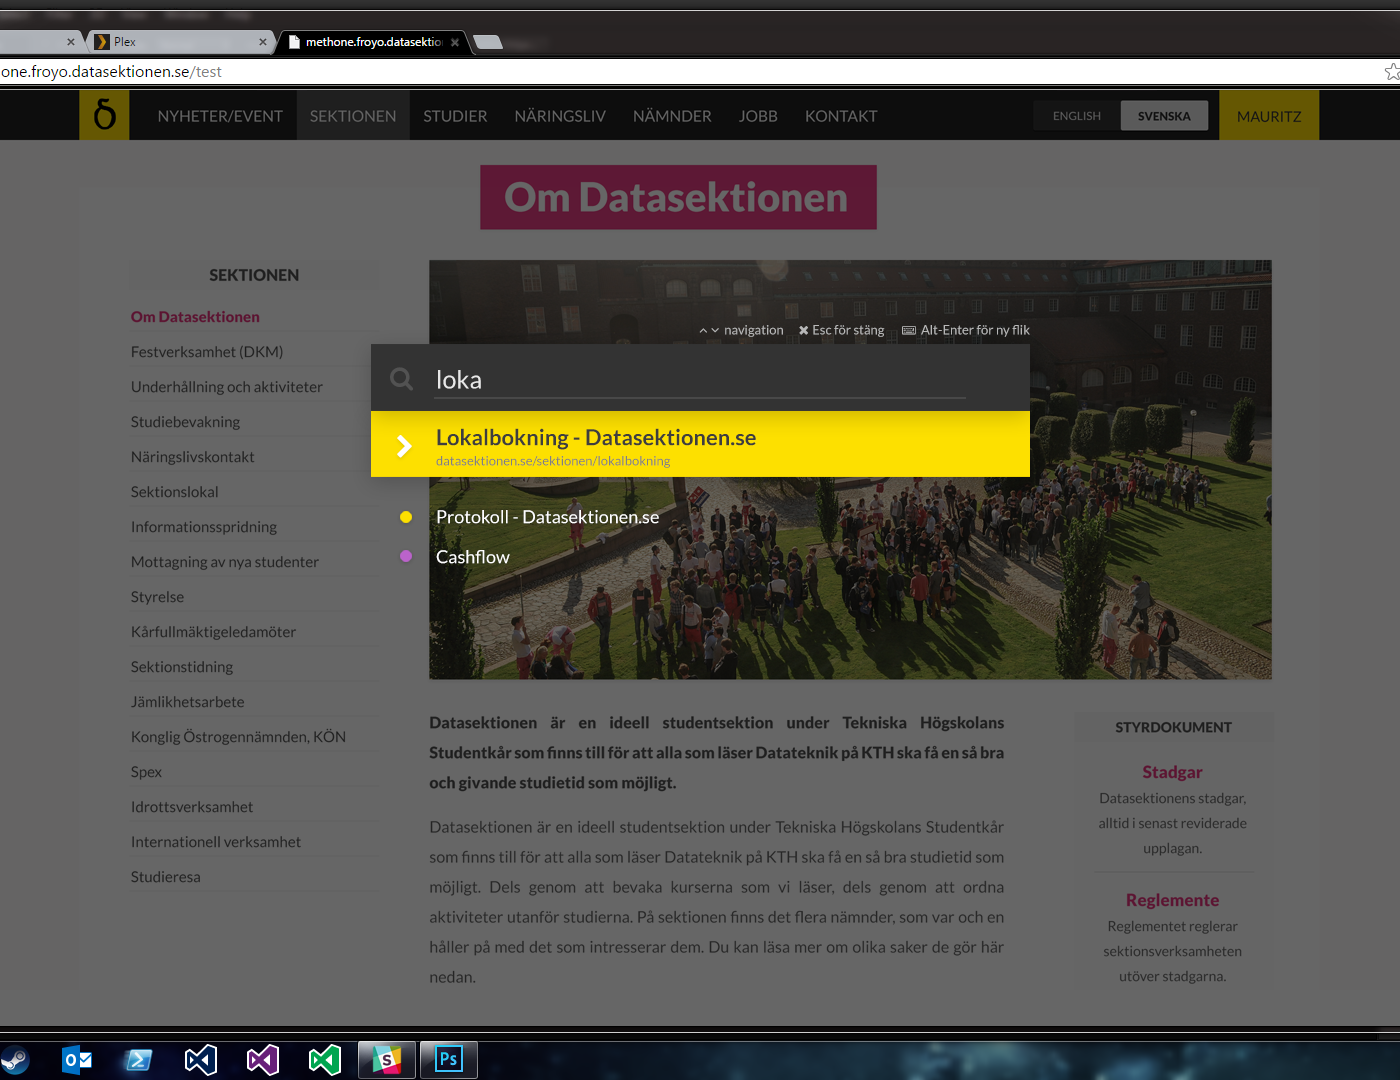 Plex
methone.froyo.datasektio
one.froyo.datasektionen.se/test
δ
NYHETER/EVENT
SEKTIONEN
STUDIER
NÄRINGSLIV
NÄMNDER
JOBB
KONTAKT
ENGLISH
SVENSKA
MAURITZ
Om Datasektionen
SEKTIONEN
Om Datasektionen
Festverksamhet (DKM)
Underhållning och aktiviteter
Studiebevakning
Näringslivskontakt
Sektionslokal
Informationsspridning
Mottagning av nya studenter
Styrelse
Kårfullmäktigeledamöter
Sektionstidning
Jämlikhetsarbete
Konglig Östrogennämnden, KÖN
Spex
Idrottsverksamhet
Internationell verksamhet
Studieresa
navigation
Esc för stäng
Alt-Enter för ny flik
loka
Lokalbokning - Datasektionen.se
datasektionen.se/sektionen/lokalbokning
Protokoll - Datasektionen.se
Cashflow
Datasektionen är en ideell studentsektion under Tekniska Högskolans
Studentkår som finns till för att alla som läser Datateknik på KTH ska få en så bra
och givande studietid som möjligt.
Datasektionen är en ideell studentsektion under Tekniska Högskolans Studentkår
som finns till för att alla som läser Datateknik på KTH ska få en så bra studietid som
möjligt. Dels genom att bevaka kurserna som vi läser, dels genom att ordna
aktiviteter utanför studierna. På sektionen finns det flera nämnder, som var och en
håller på med det som intresserar dem. Du kan läsa mer om olika saker de gör här
nedan.
STYRDOKUMENT
Stadgar
Datasektionens stadgar,
alltid i senast reviderade
upplagan.
Reglemente
Reglementet reglerar
sektionsverksamheten
utöver stadgarna.
S
Ps